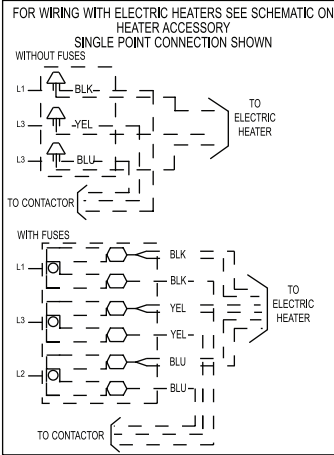 FOR WIRING WITH ELECTRIC HEATERS SEE SCHEMATIC ON
HEATER ACCESSORY
SINGLE POINT CONNECTION SHOWN
WITHOUT FUSES
L1
BLK
TO
ELECTRIC
HEATER
L3
YEL
L3
BLU
TO CONTACTOR
WITH FUSES
BLK
L1
BLK
TO
ELECTRIC
HEATER
YEL
L3
YEL
BLU
L2
BLU
TO CONTACTOR